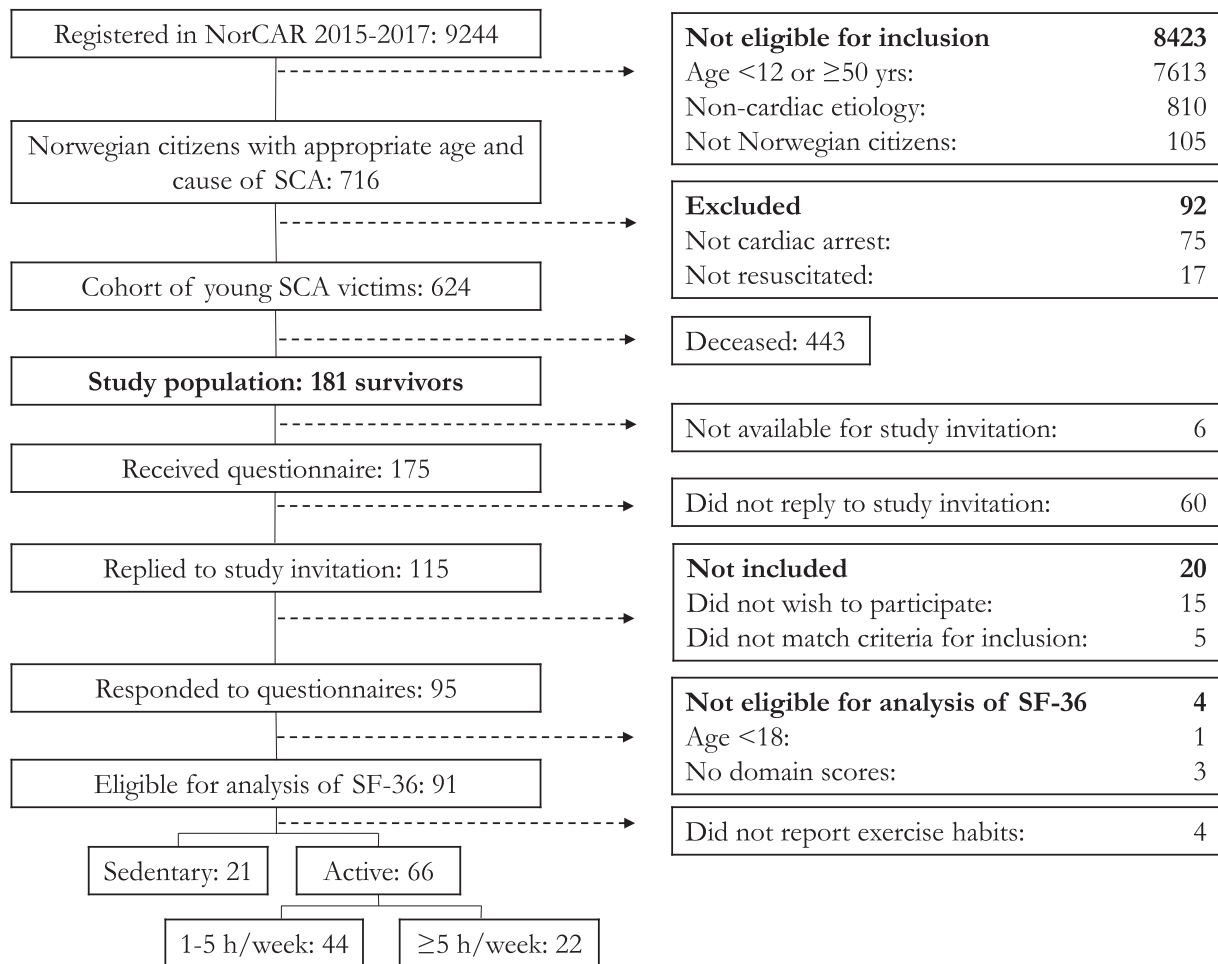 Registered in NorCAR 2015-2017: 9244
Not eligible for inclusion 8423
Age <12 or ≥50 yrs: 7613
Non-cardiac etiology: 810
Not Norwegian citizens: 105
Norwegian citizens with appropriate age and
cause of SCA: 716
Excluded 92
Not cardiac arrest: 75
Not resuscitated: 17
Cohort of young SCA victims: 624
Deceased: 443
Study population: 181 survivors
Not available for study invitation: 6
Received questionnaire: 175
Did not reply to study invitation: 60
Replied to study invitation: 115
Not included 20
Did not wish to participate: 15
Did not match criteria for inclusion: 5
Responded to questionnaires: 95
Not eligible for analysis of SF-36 4
Age <18: 1
No domain scores: 3
Eligible for analysis of SF-36: 91
Did not report exercise habits: 4
Sedentary: 21
Active: 66
1-5 h/week: 44
≥5 h/week: 22